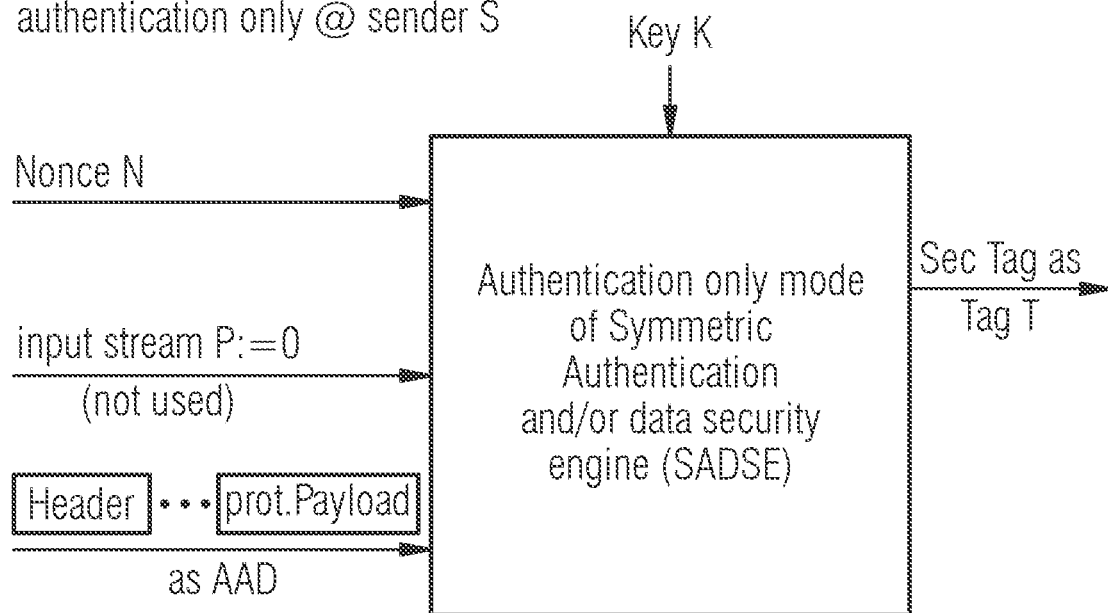 authentication only @ sender S
Key K
Nonce N
input stream P:=0
(not used)
Header ••• prot.Payload
as AAD
Authentication only mode
of Symmetric
Authentication
and/or data security
engine (SADSE)
Sec Tag as
Tag T